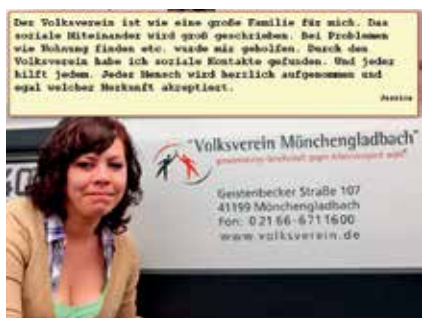 Der Volksverein ist wie eine große Familie für mich. Das
soziale Miteinander wird groß geschrieben. Bei Problemen
wie Wohnung finden etc. wurde mir geholfen. Durch den
Volksverein habe ich soziale Kontakte gefunden. Und jeder
hilft jedem. Jeder Mensch wird herzlich aufgenommen und
egal welcher Herkunft akzeptiert.
Jessica
"Volksverein Mönchengladbach"
gemeinnützige Gesellschaft gegen Arbeitslosigkeit mbH
Geistenbecker Straße 107
41199 Mönchengladbach
Fon: 0 21 66 - 671 16 00
www.volksverein.de